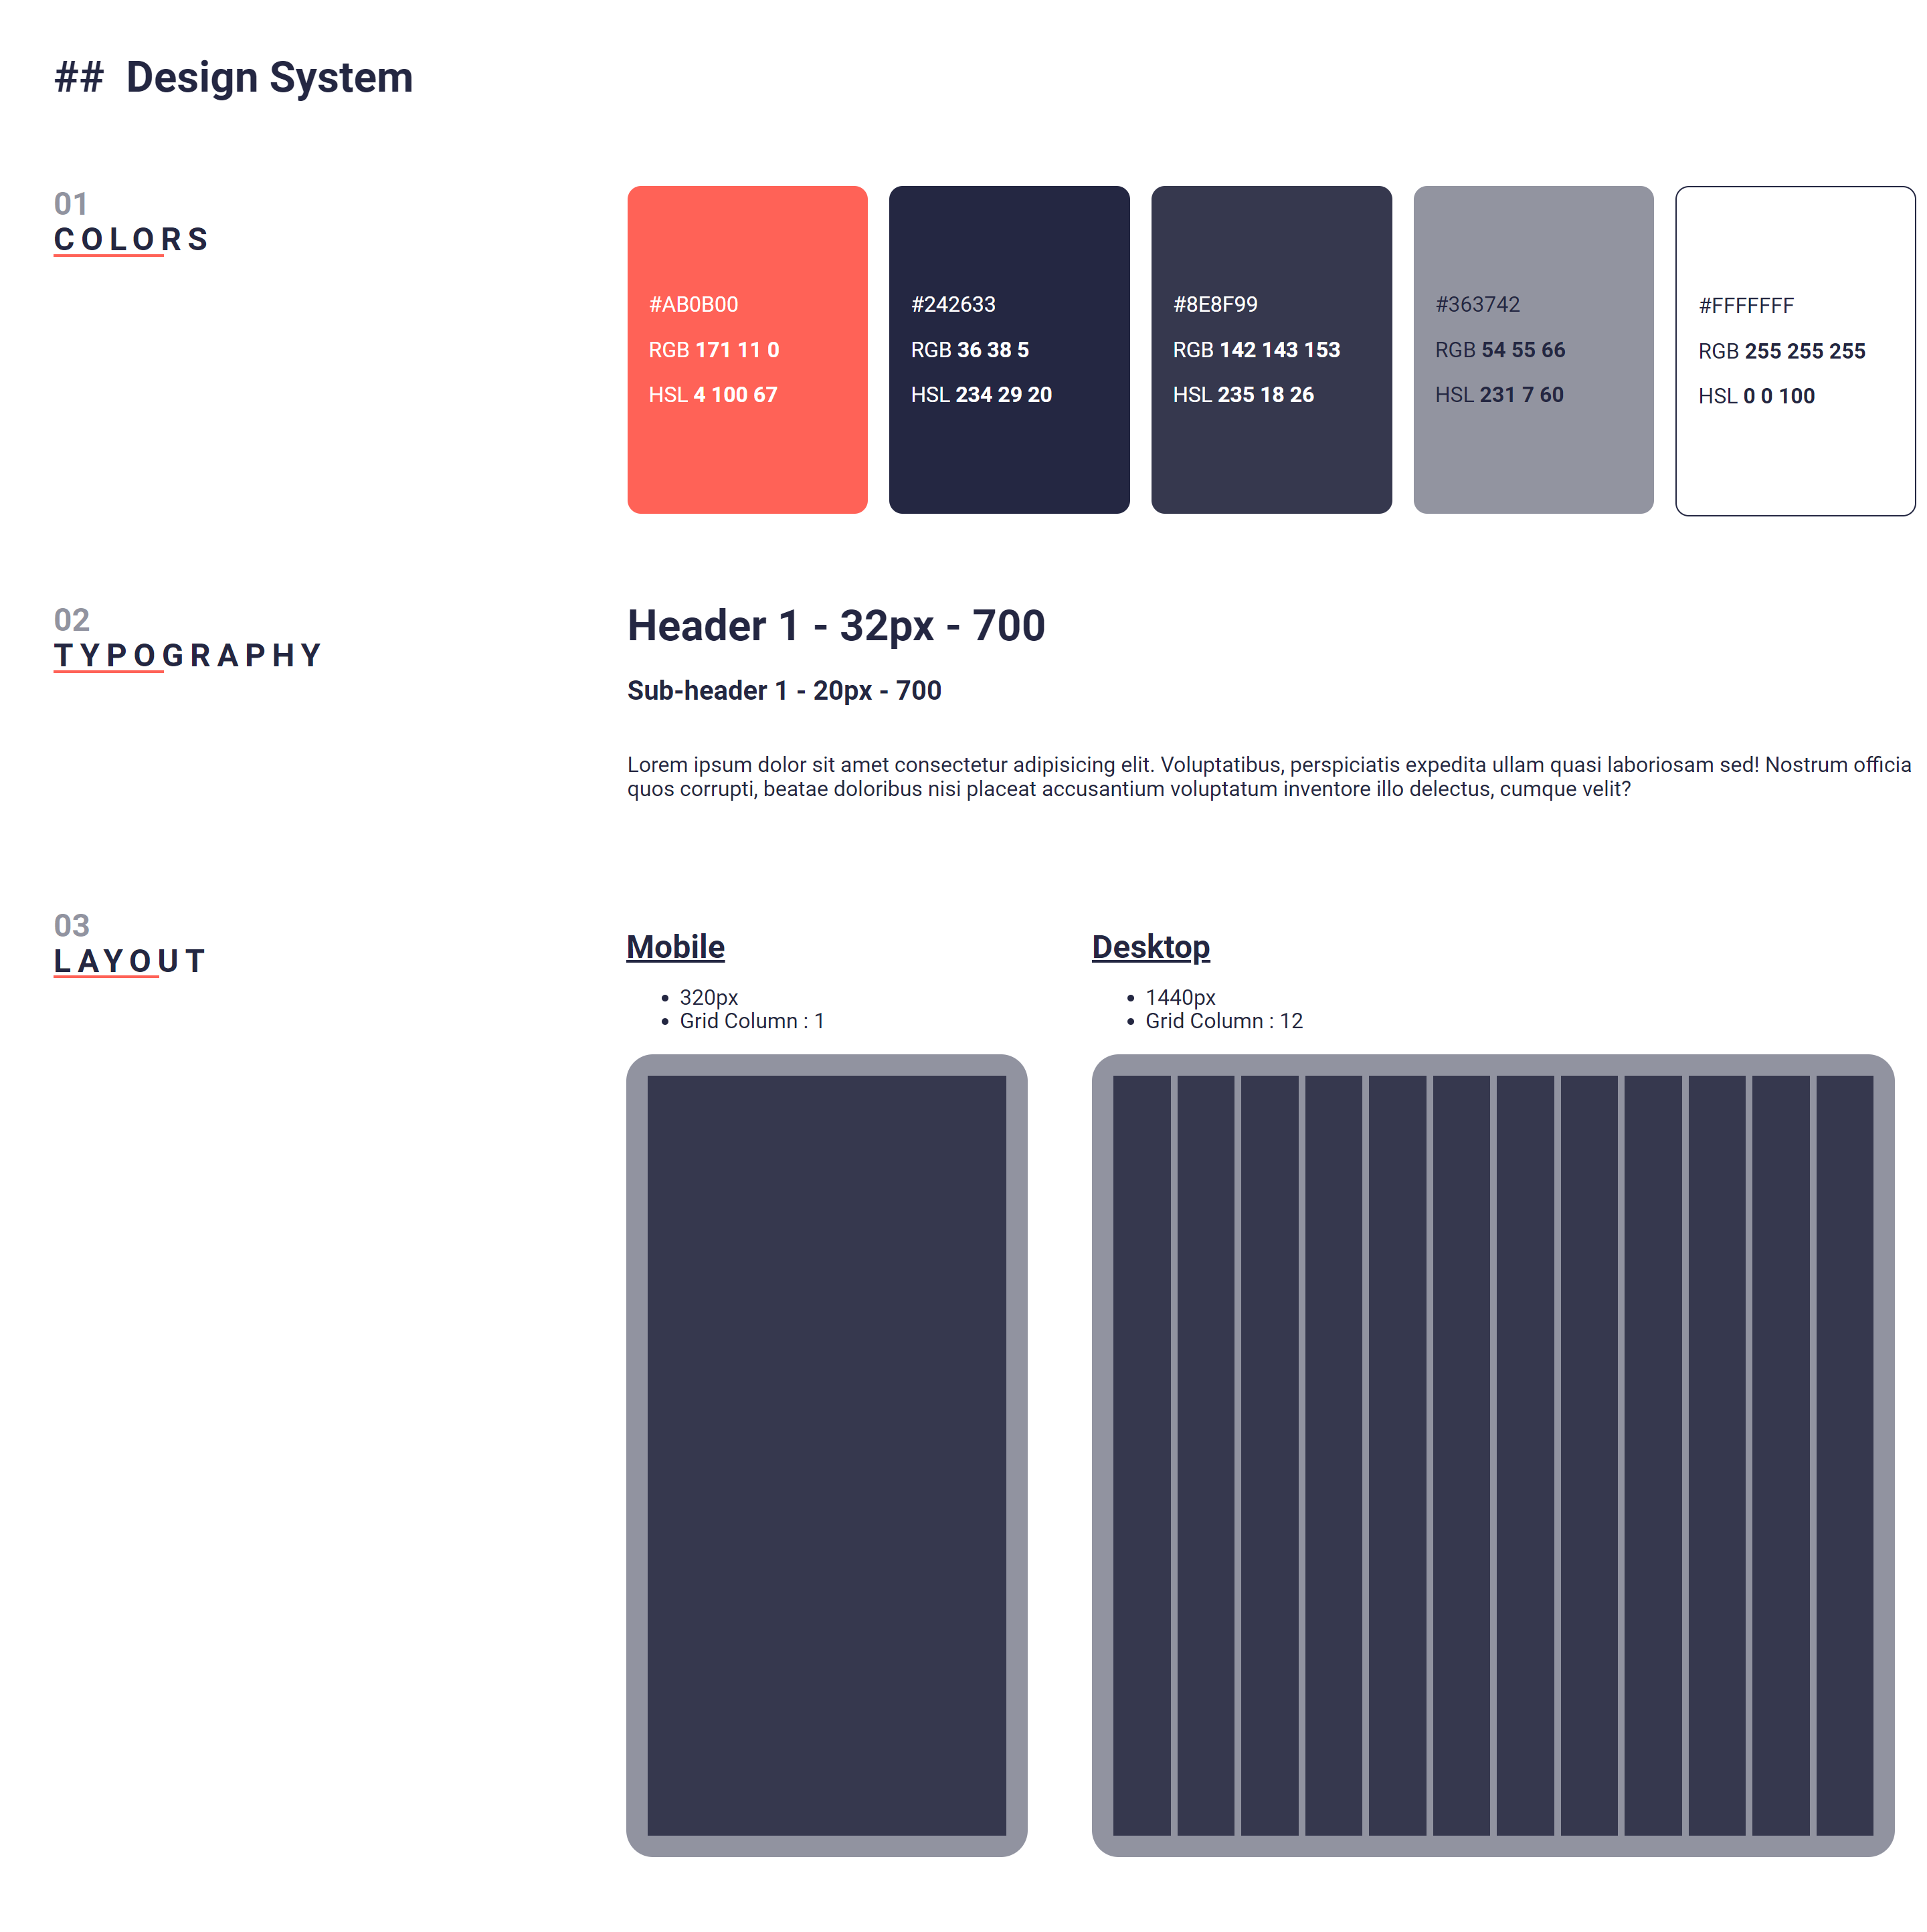 ## Design System
01
COLORS
#AB0B00
RGB 171 11 0
HSL 4 100 67
#242633
RGB 36 38 5
HSL 234 29 20
#8E8F99
RGB 142 143 153
HSL 235 18 26
#363742
RGB 54 55 66
HSL 231 7 60
#FFFFFFF
RGB 255 255 255
HSL 0 0 100
02
TYPOGRAPHY
Header 1 - 32px - 700
Sub-header 1 - 20px - 700
Lorem ipsum dolor sit amet consectetur adipisicing elit. Voluptatibus, perspiciatis expedita ullam quasi laboriosam sed! Nostrum officia
quos corrupti, beatae doloribus nisi placeat accusantium voluptatum inventore illo delectus, cumque velit?
03
LAYOUT
Mobile
• 320px
• Grid Column : 1
Desktop
• 1440px
• Grid Column : 12